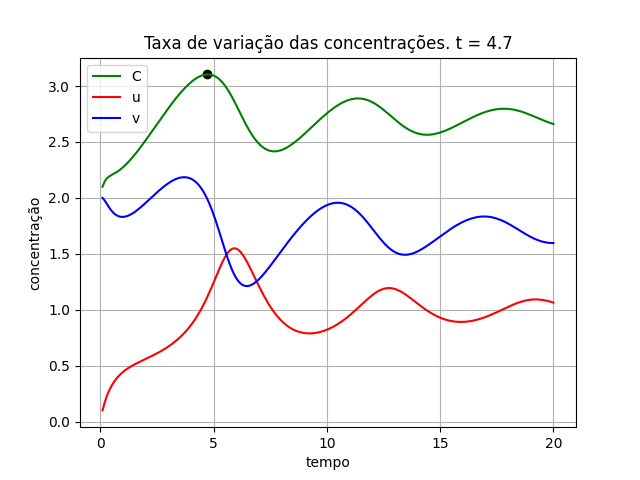 Taxa de variação das concentrações. t = 4.7
C
u
v
concentração
3.0
2.5
2.0
1.5
1.0
0.5
0.0
0
5
10
15
20
tempo